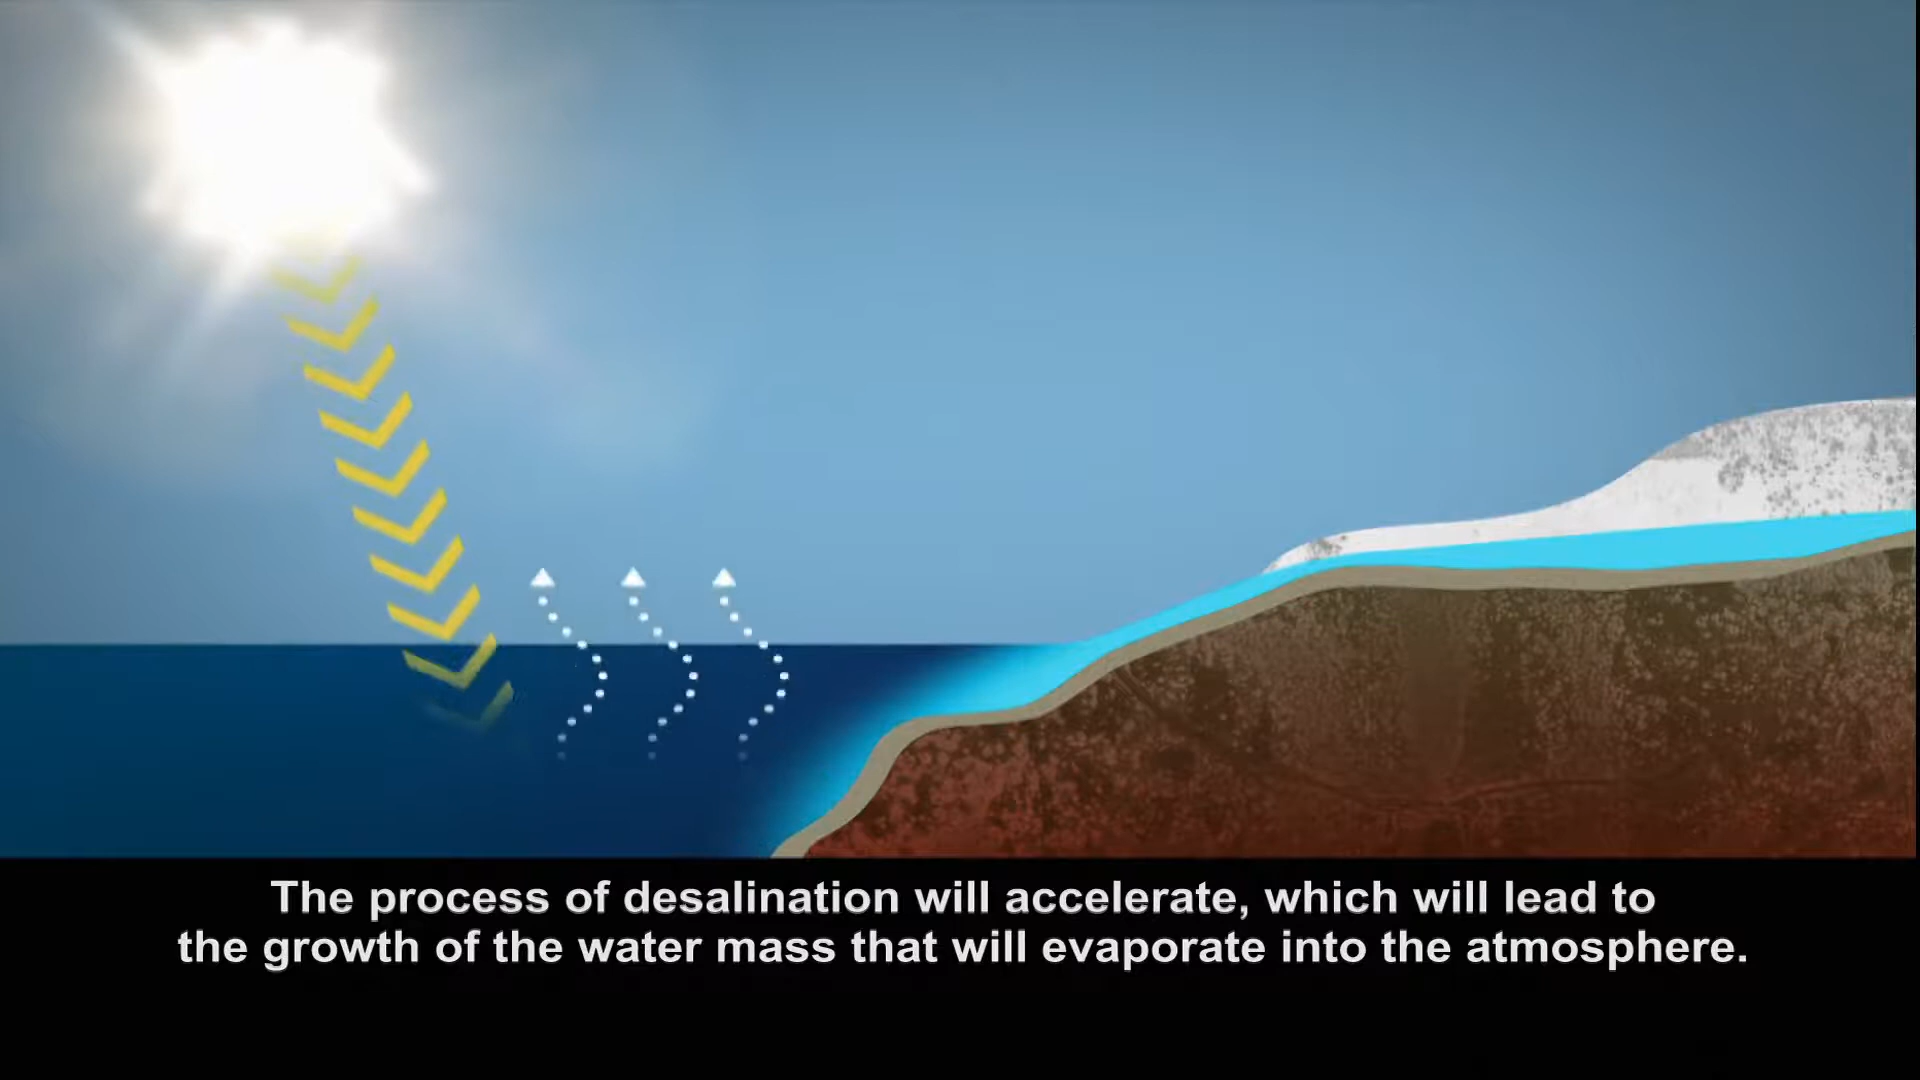 The process of desalination will accelerate, which will lead to
the growth of the water mass that will evaporate into the atmosphere.